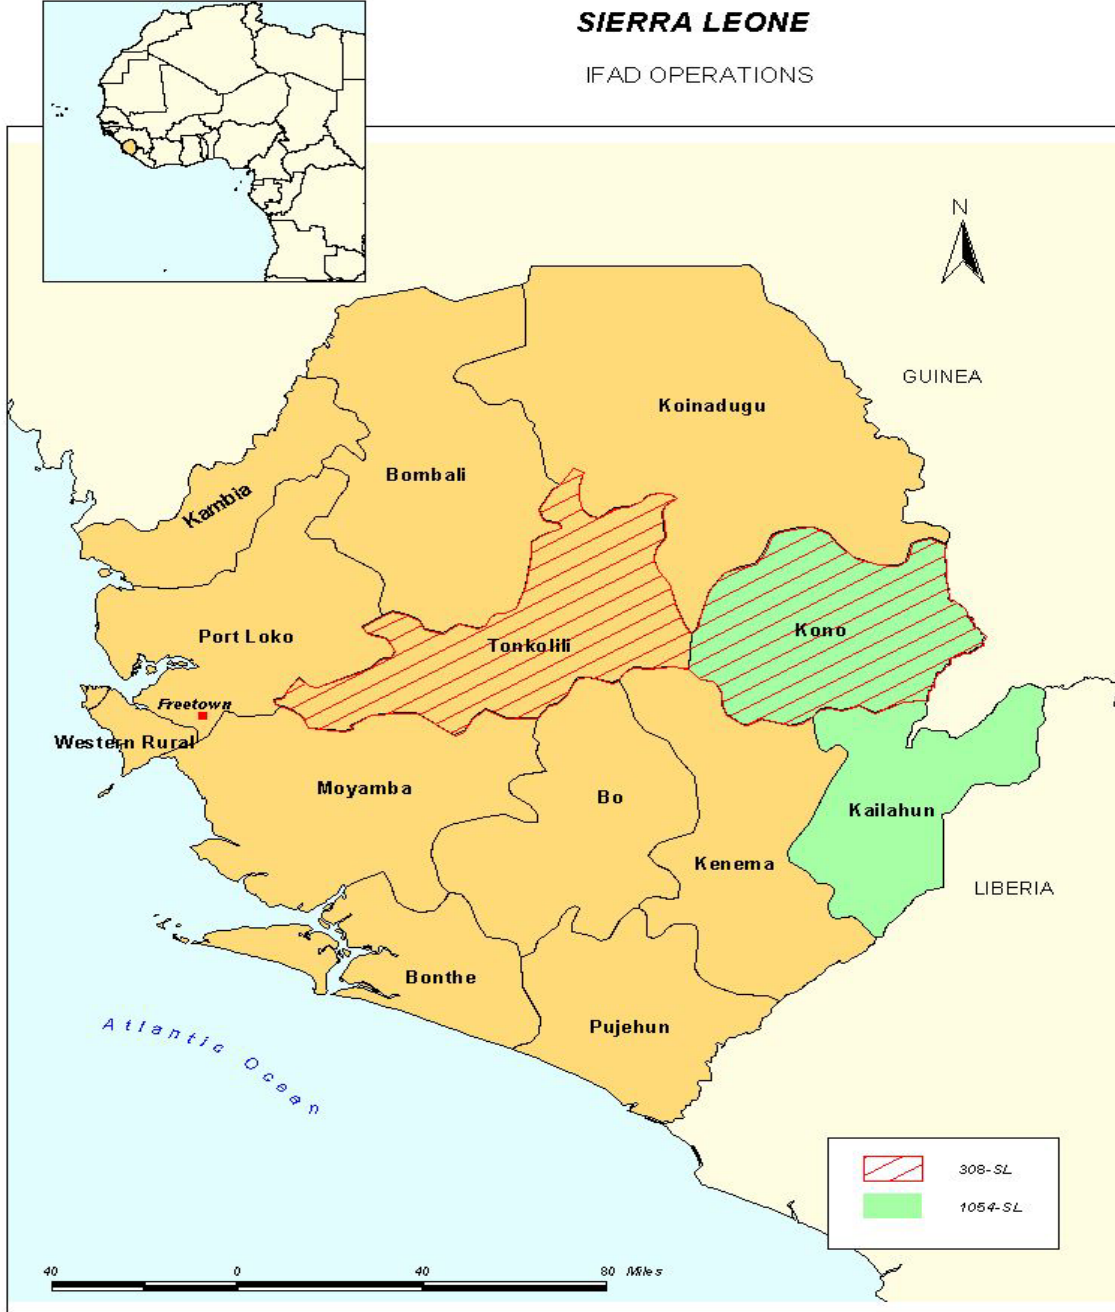 SIERRA LEONE
IFAD OPERATIONS
N
GUINEA
Koinadugu
Bombali
Kambia
Port Loko
Tonkolili
Kono
Freetown
Western Rural
Moyamba
Bo
Kailahun
Kenema
LIBERIA
Bonthe
Pujehun
Atlantic Ocean
308-SL
1054-SL
40 0 40 80 Miles